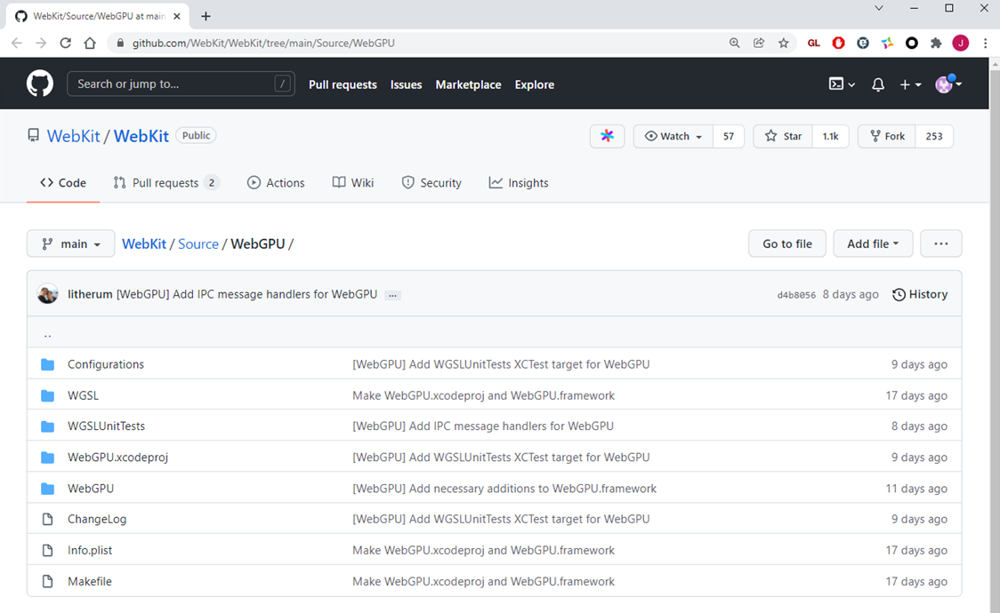 WebKit/Source/WebGPU at main
github.com/WebKit/WebKit/tree/main/Source/WebGPU
GL
J
Search or jump to... /
Pull requests Issues Marketplace Explore
WebKit / WebKit Public
Watch 57 Star 1.1k Fork 253
Code Pull requests 2 Actions Wiki Security Insights
main WebKit / Source / WebGPU / Go to file Add file ...
litherum [WebGPU] Add IPC message handlers for WebGPU ... d4b8056 8 days ago History
..
Configurations [WebGPU] Add WGSLUnitTests XCTest target for WebGPU 9 days ago
WGSL Make WebGPU.xcodeproj and WebGPU.framework 17 days ago
WGSLUnitTests [WebGPU] Add IPC message handlers for WebGPU 8 days ago
WebGPU.xcodeproj [WebGPU] Add WGSLUnitTests XCTest target for WebGPU 9 days ago
WebGPU [WebGPU] Add necessary additions to WebGPU.framework 11 days ago
ChangeLog [WebGPU] Add WGSLUnitTests XCTest target for WebGPU 9 days ago
Info.plist Make WebGPU.xcodeproj and WebGPU.framework 17 days ago
Makefile Make WebGPU.xcodeproj and WebGPU.framework 17 days ago